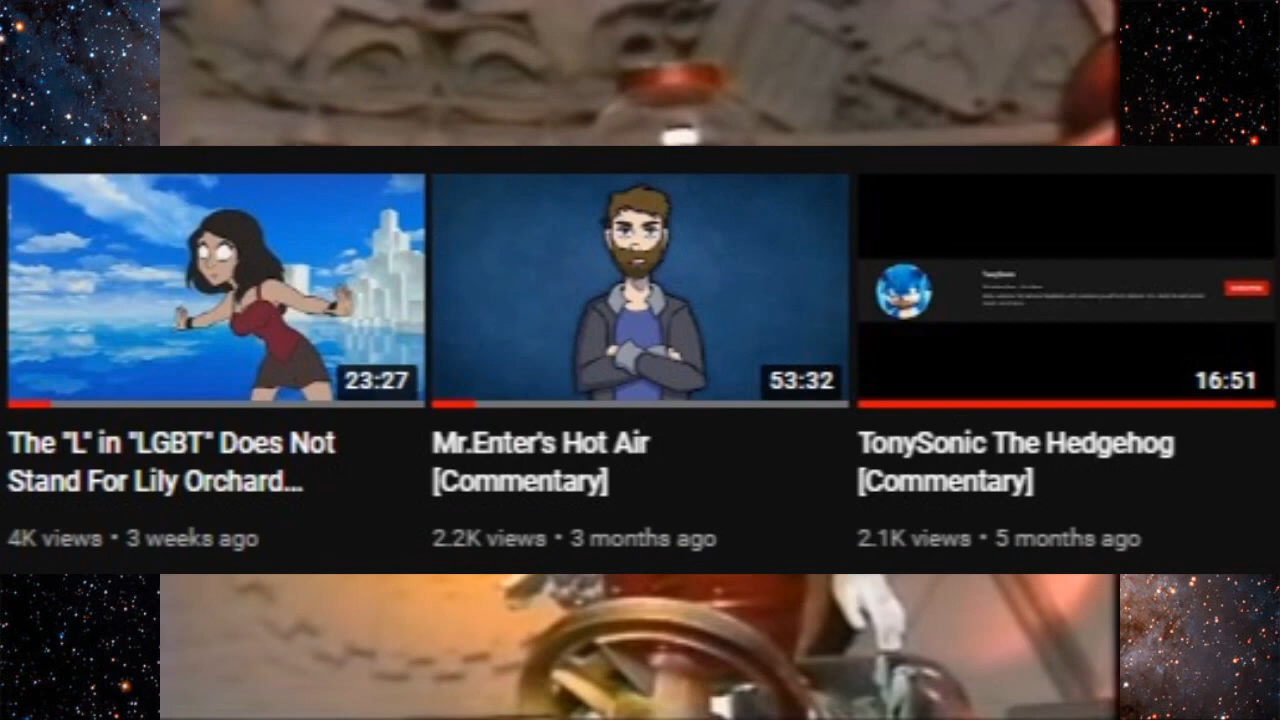 23:27
53:32
16:51
The "L" in "LGBT" Does Not
Stand For Lily Orchard...
4K views • 3 weeks ago
Mr.Enter's Hot Air
[Commentary]
2.2K views • 3 months ago
TonySonic The Hedgehog
[Commentary]
2.1K views • 5 months ago